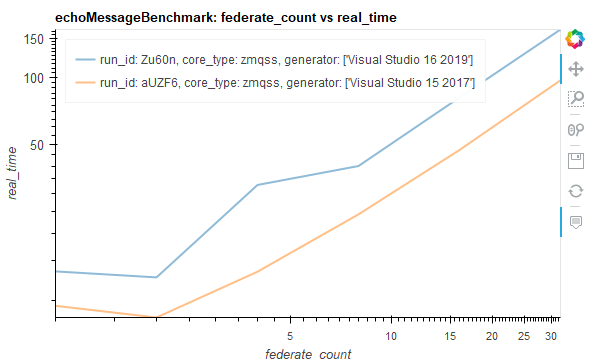 echoMessageBenchmark: federate_count vs real_time
150
run_id: Zu60n, core_type: zmqss, generator: ['Visual Studio 16 2019']
100
run_id: aUZF6, core_type: zmqss, generator: ['Visual Studio 15 2017']
50
real_time
5
10
15
20
25
30
federate_count